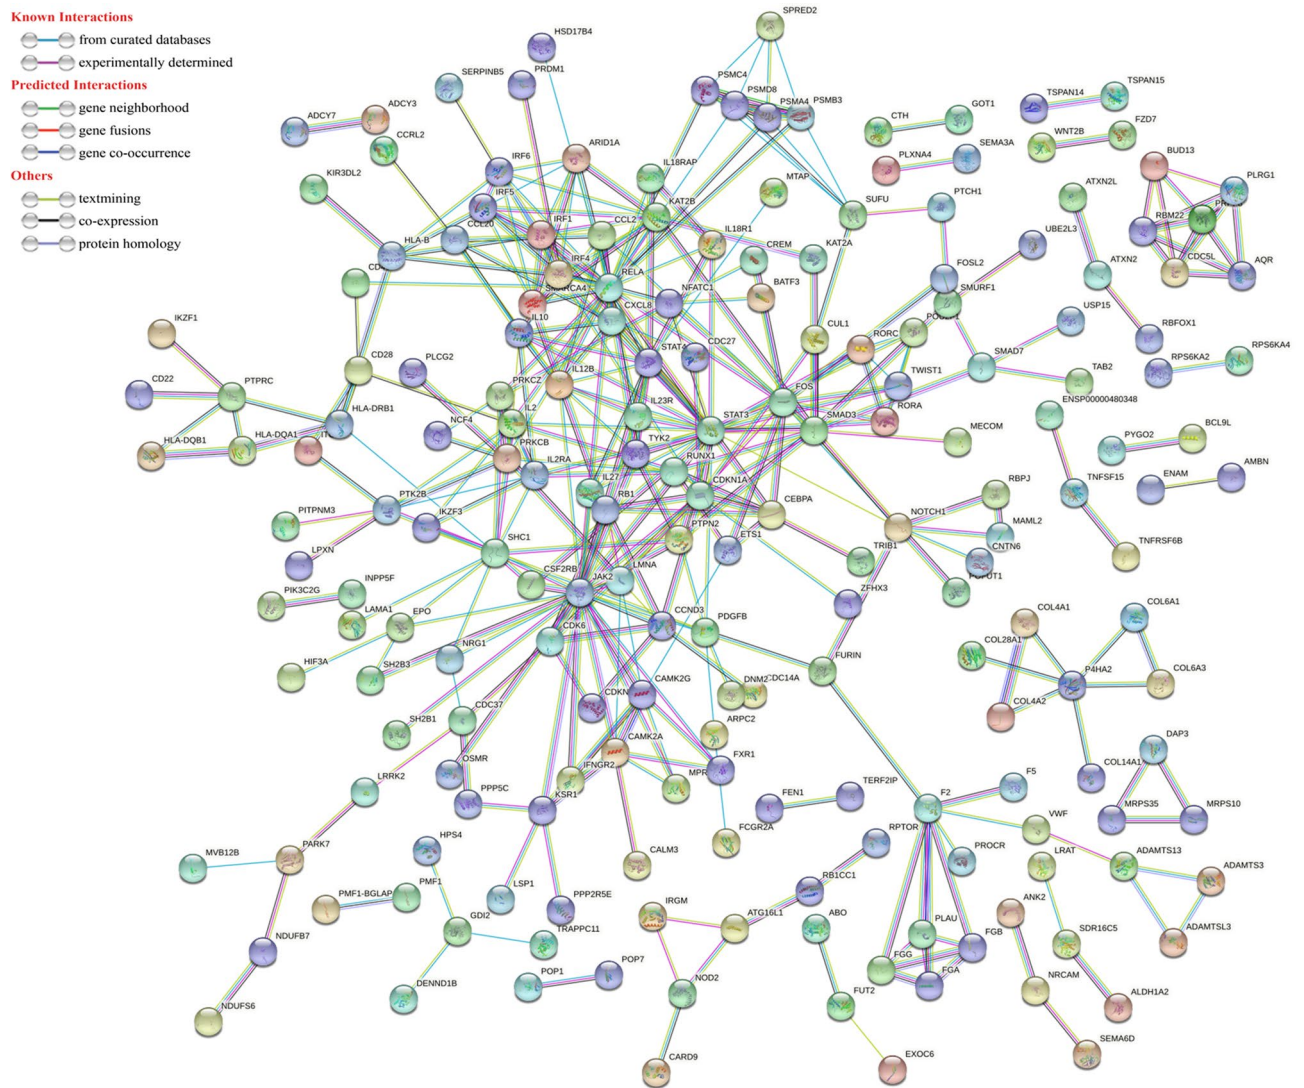 Known Interactions
from curated databases
experimentally determined
Predicted Interactions
gene neighborhood
gene fusions
gene co-occurrence
Others
textmining
co-expression
protein homology
SPRED2
HSD17B4
PRDM1
SERPINB5
PSMC4
PSMD8
PSMA4
PSMB3
TSPAN15
TSPAN14
ADCY3
ADCY7
CCRL2
CTH
GOT1
WNT2B
FZD7
ARID1A
IRF6
IL18RAP
MTAP
PLXNA4
SEMA3A
BUD13
KIR3DL2
IRF5
KAT2B
SUFU
PTCH1
ATXN2L
PLRG1
RBM22
CDC5L
AQR
HLA-B
CCL20
IRF1
CCL2
IL18R1
CREM
KAT2A
UBE2L3
IRF4
RELA
SMARCA4
NFATC1
BATF3
FOSL2
SMURF1
ATXN2
IL10
CXCL8
STAT4
CDC27
CUL1
RORC
USP15
RBFOX1
IKZF1
CD22
PTPRC
CD28
PLCG2
PRKCZ
IL12B
SMAD7
TAB2
RPS6KA2
RPS6KA4
HLA-DQB1
HLA-DQA1
HLA-DRB1
NCF4
IL2
IL23R
FOS
TWIST1
RORA
STAT3
SMAD3
MECOM
ENSP00000480348
PYGO2
BCL9L
PRKCB
TYK2
IL2RA
RUNX1
IL27
CDKN1A
RB1
CEBPA
NOTCH1
RBPJ
MAML2
CNTN6
TNFSF15
ENAM
AMBN
TNFRSF6B
PTK2B
IKZF3
PITPNM3
LPXN
SHC1
PTPN2
ETS1
TRIB1
ZFHX3
CSF2RB
JAK2
LMNA
PIK3C2G
INPP5F
LAMA1
EPO
CDK6
CCND3
PDGFB
FURIN
COL4A1
COL6A1
COL28A1
P4HA2
COL6A3
COL4A2
COL14A1
HIF3A
SH2B3
NRG1
CAMK2G
DNM2
CDC14A
SH2B1
CDC37
ARPC2
CAMK2A
FXR1
OSMR
IFNGR2
LRRK2
PPP5C
KSR1
FEN1
TERF2IP
F2
F5
DAP3
MRPS35
MRPS10
FCGR2A
RPTOR
VWF
PROCR
LRAT
ADAMTS13
ADAMTS3
ADAMTSL3
MVB12B
PARK7
HPS4
CALM3
RB1CC1
LSP1
PPP2R5E
PMF1-BGLAP
PMF1
GDI2
TRAPPC11
IRGM
ATG16L1
ABO
PLAU
FGB
FGG
FGA
ANK2
SDR16C5
NRCAM
ALDH1A2
SEMA6D
NDUFB7
NDUFS6
DENND1B
POP1
POP7
NOD2
FUT2
CARD9
EXOC6